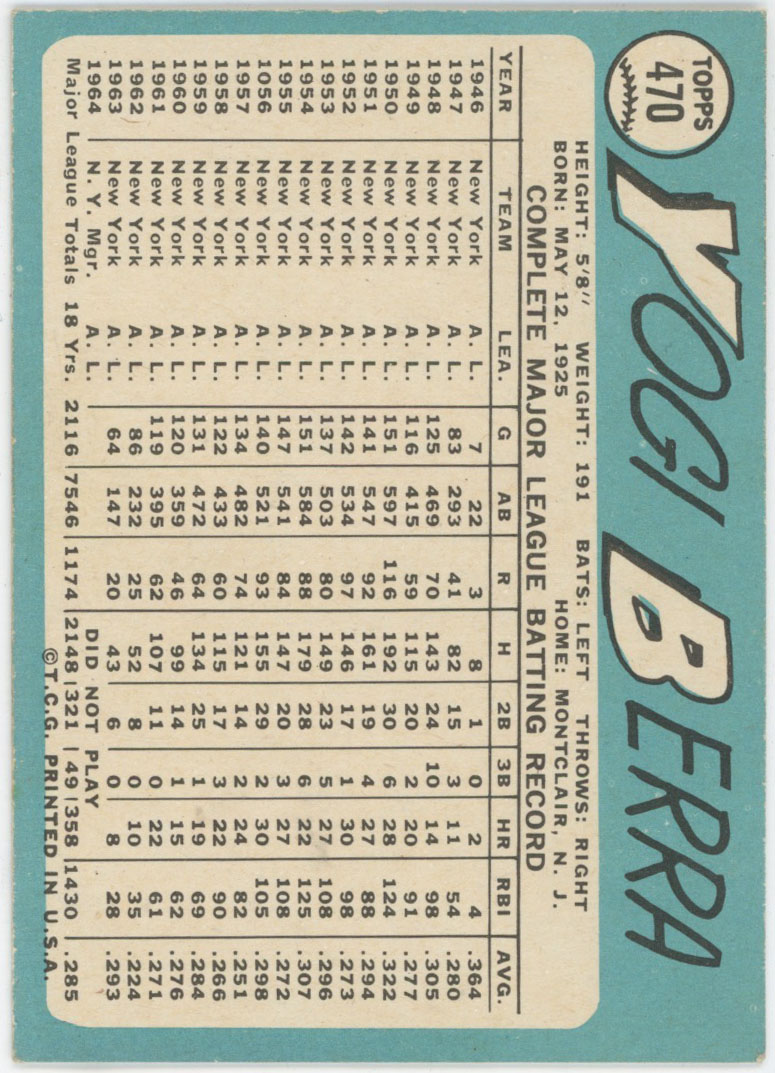 TOPPS
470
YOGI BERRA
HEIGHT: 5'8" WEIGHT: 191 BATS: LEFT THROWS: RIGHT
BORN: MAY 12, 1925 HOME: MONTCLAIR, N. J.
COMPLETE MAJOR LEAGUE BATTING RECORD
YEAR TEAM LEA. G AB R H 2B 3B HR RBI AVG.
1946 New York A. L. 7 22 3 8 1 0 2 4 .364
1947 New York A. L. 83 293 41 82 15 3 11 54 .280
1948 New York A. L. 125 469 70 143 24 10 14 98 .305
1949 New York A. L. 116 415 59 115 20 2 20 91 .277
1950 New York A. L. 151 597 116 192 30 6 28 124 .322
1951 New York A. L. 141 547 92 161 19 4 27 88 .294
1952 New York A. L. 142 534 97 146 17 1 30 98 .273
1953 New York A. L. 137 503 80 149 23 5 27 108 .296
1954 New York A. L. 151 584 88 179 28 6 22 125 .307
1955 New York A. L. 147 541 84 147 20 3 27 108 .272
1056 New York A. L. 140 521 93 155 29 2 30 105 .298
1957 New York A. L. 134 482 74 121 14 2 24 82 .251
1958 New York A. L. 122 433 60 115 17 3 22 90 .266
1959 New York A. L. 131 472 64 134 25 1 19 69 .284
1960 New York A. L. 120 359 46 99 14 1 15 62 .276
1961 New York A. L. 119 395 62 107 11 0 22 61 .271
1962 New York A. L. 86 232 25 52 8 0 10 35 .224
1963 New York A. L. 64 147 20 43 6 0 8 28 .293
1964 N. Y. Mgr. A. L. DID NOT PLAY
Major League Totals 18 Yrs. 2116 7546 1174 2148 321 49 358 1430 .285
©T.C.G. PRINTED IN U.S.A.